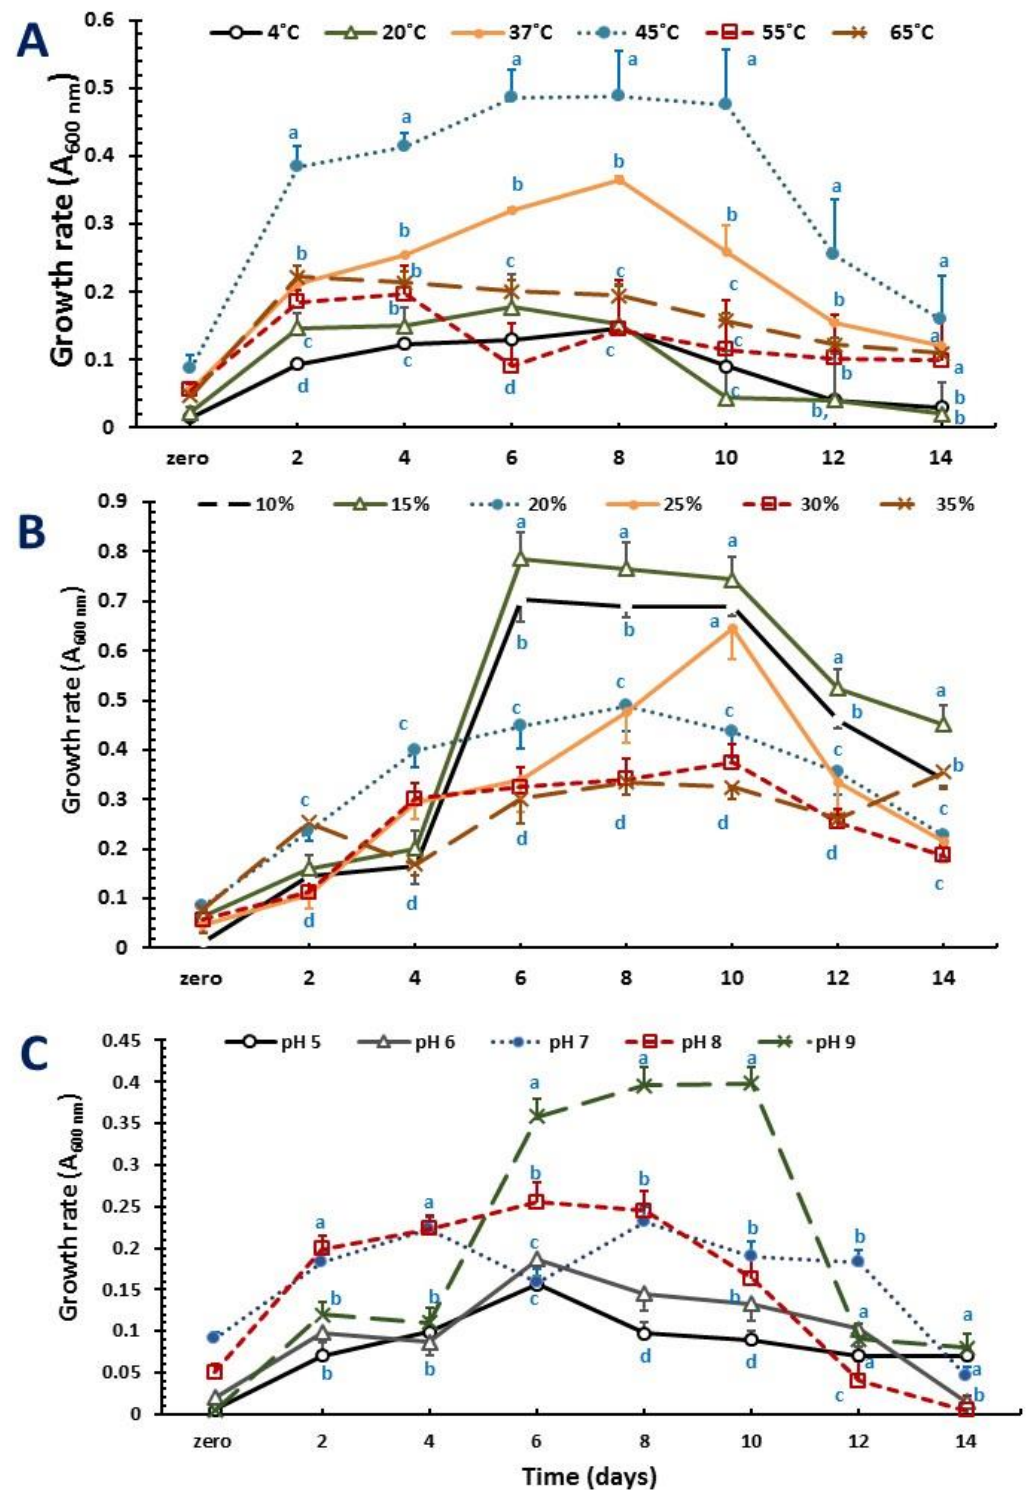 A
0.6
4°C 20°C 37°C 45°C 55°C 65°C
0.5
0.4
0.3
0.2
0.1
0
Growth rate (A600 nm)
a a a a a a a
b b b b b b
b b c c c
b c c c c a
d d b b, c a b b
zero 2 4 6 8 10 12 14
B
0.9
10% 15% 20% 25% 30% 35%
0.8
0.7
0.6
0.5
0.4
0.3
0.2
0.1
0
Growth rate (A600 nm)
a a a a a
b b a b b
c c c c c c c
d d d d d d c
zero 2 4 6 8 10 12 14
C
0.45
pH 5 pH 6 pH 7 pH 8 pH 9
0.4
0.35
0.3
0.25
0.2
0.15
0.1
0.05
0
Growth rate (A600 nm)
a a a
a a b b b b
b b c c b a a
b b d d a c a b
zero 2 4 6 8 10 12 14
Time (days)